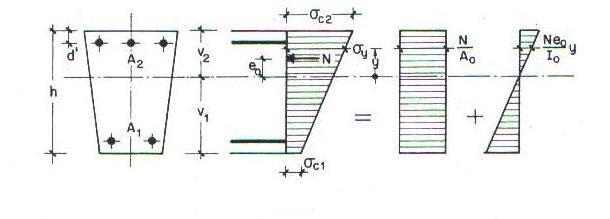 σc2
d'
A2
v2
e0
N
σy
y
N
A0
Ne0
I0
y
h
v1
A1
=
+
σc1